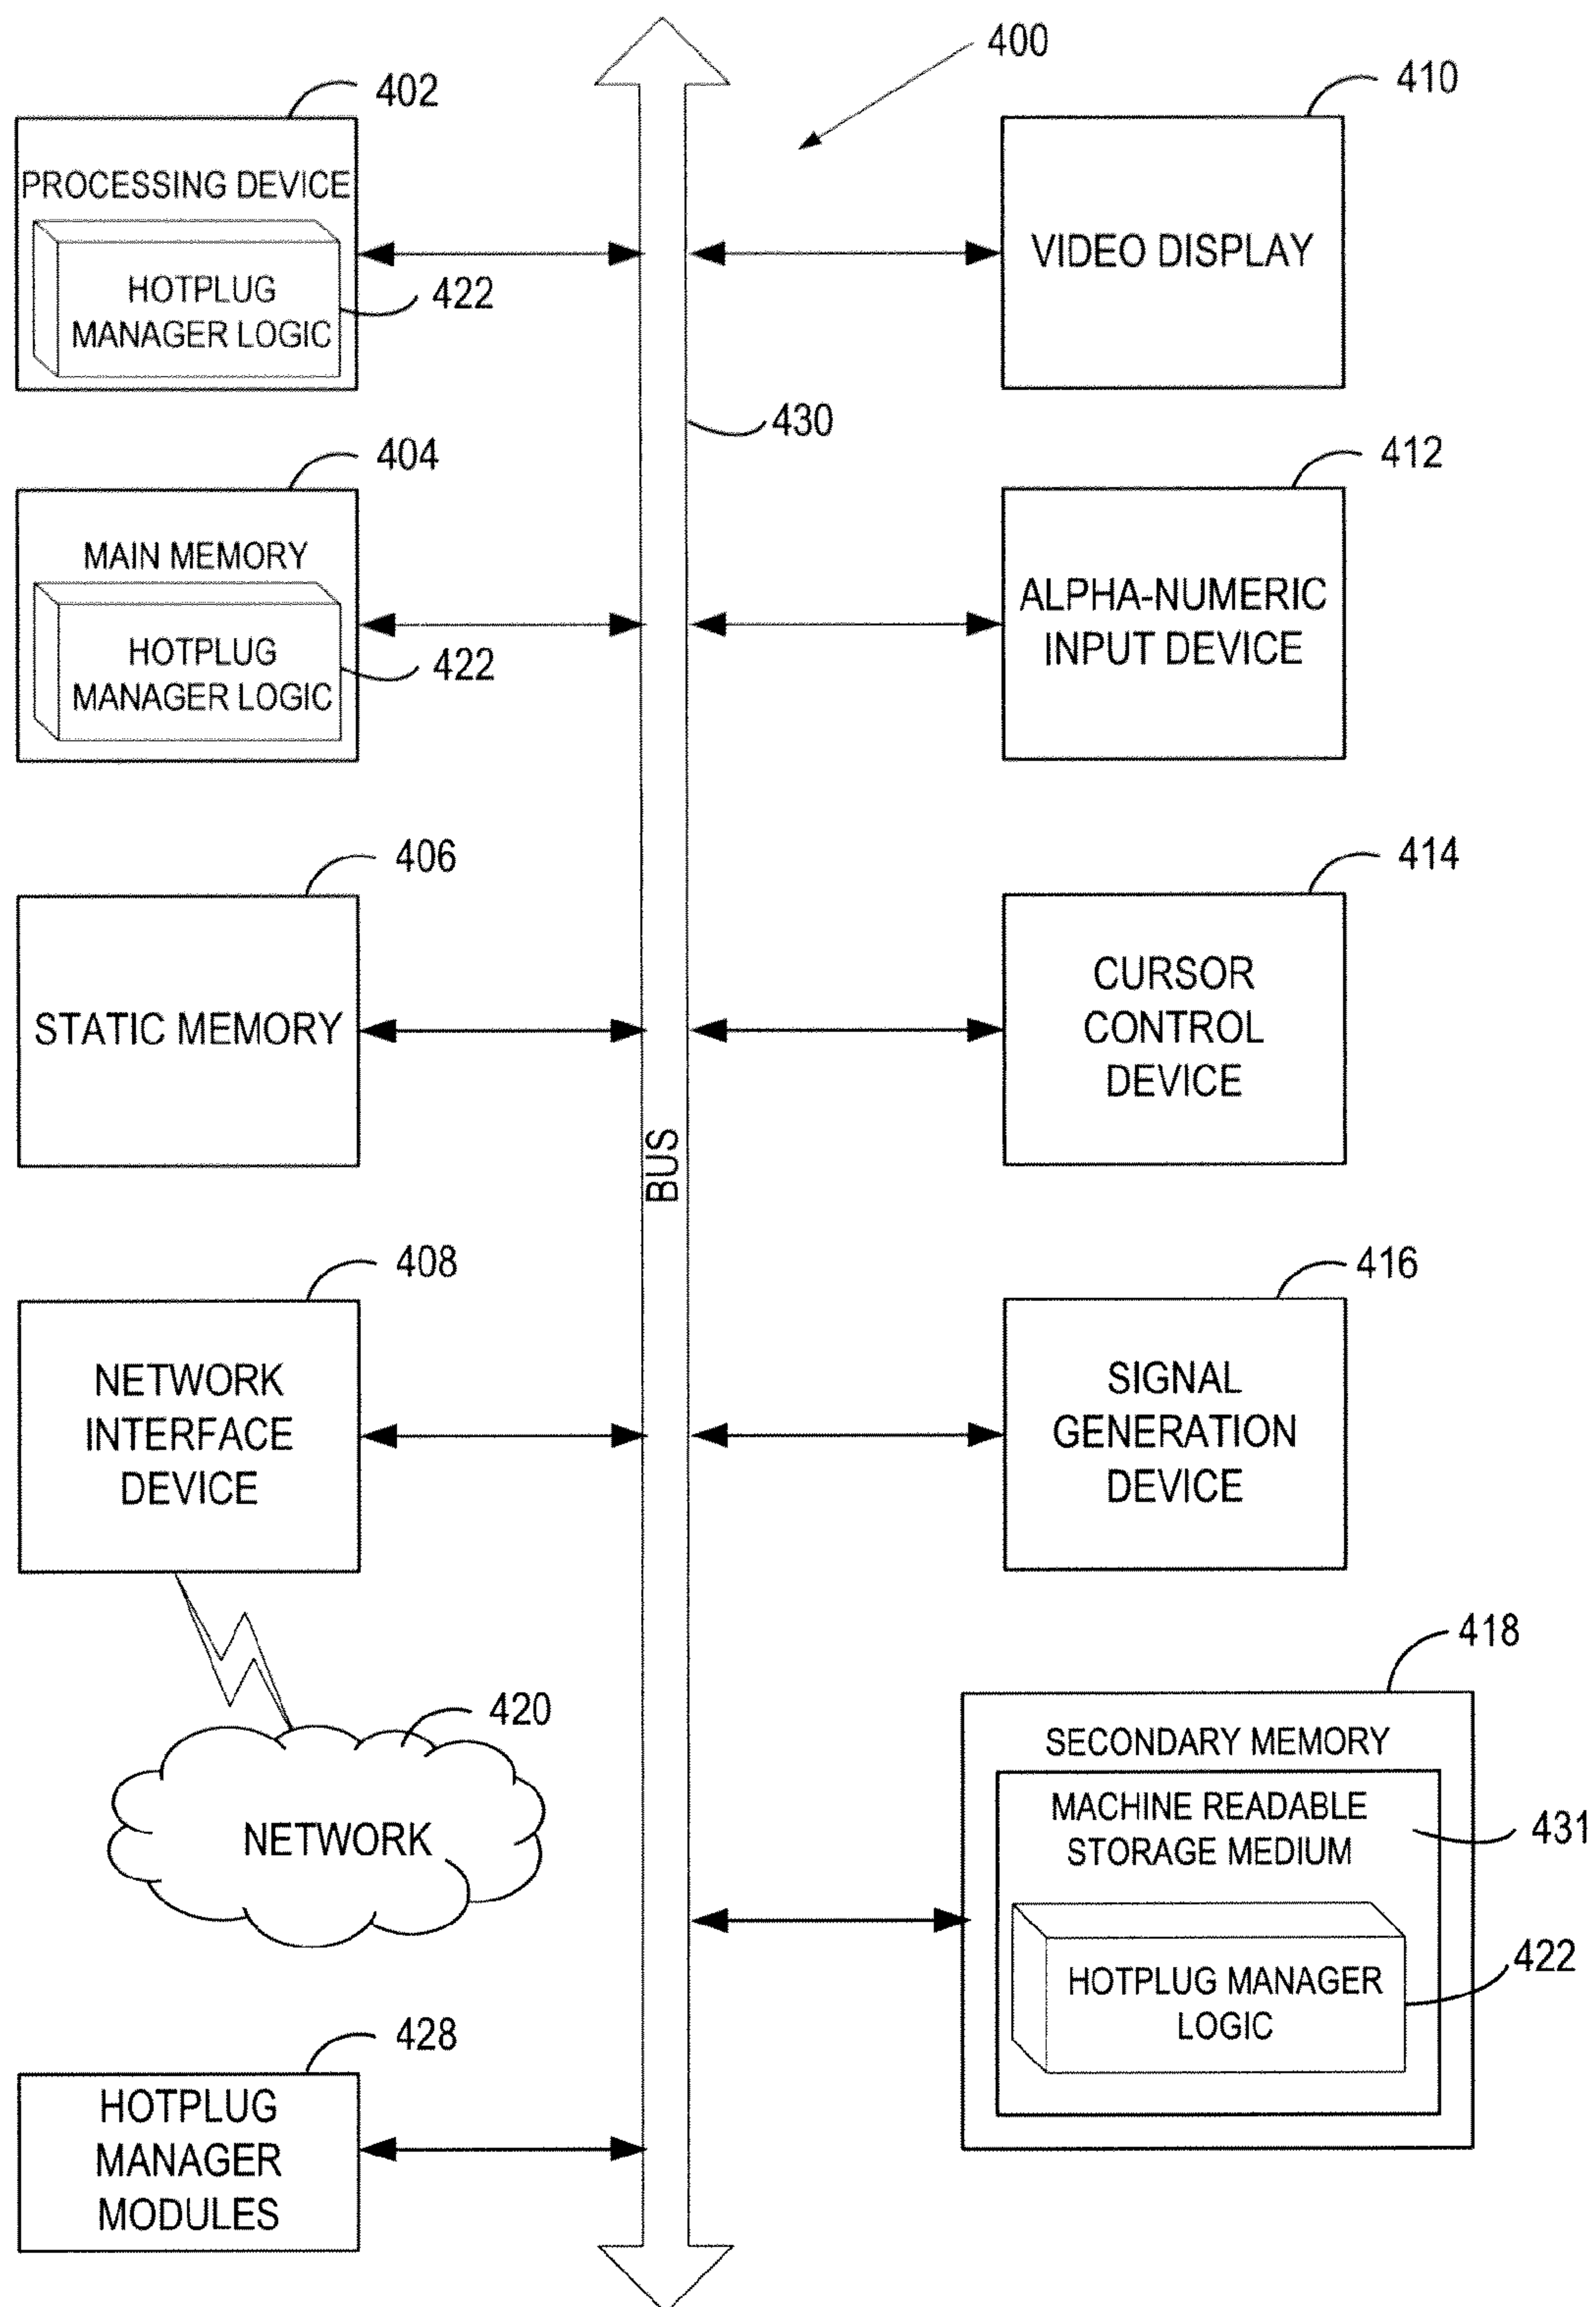 400
402
PROCESSING DEVICE
HOTPLUG
MANAGER LOGIC
422
410
VIDEO DISPLAY
430
404
MAIN MEMORY
HOTPLUG
MANAGER LOGIC
422
412
ALPHA-NUMERIC
INPUT DEVICE
406
STATIC MEMORY
414
CURSOR
CONTROL
DEVICE
BUS
408
NETWORK
INTERFACE
DEVICE
416
SIGNAL
GENERATION
DEVICE
420
NETWORK
418
SECONDARY MEMORY
MACHINE READABLE
STORAGE MEDIUM
431
HOTPLUG MANAGER
LOGIC
422
428
HOTPLUG
MANAGER
MODULES